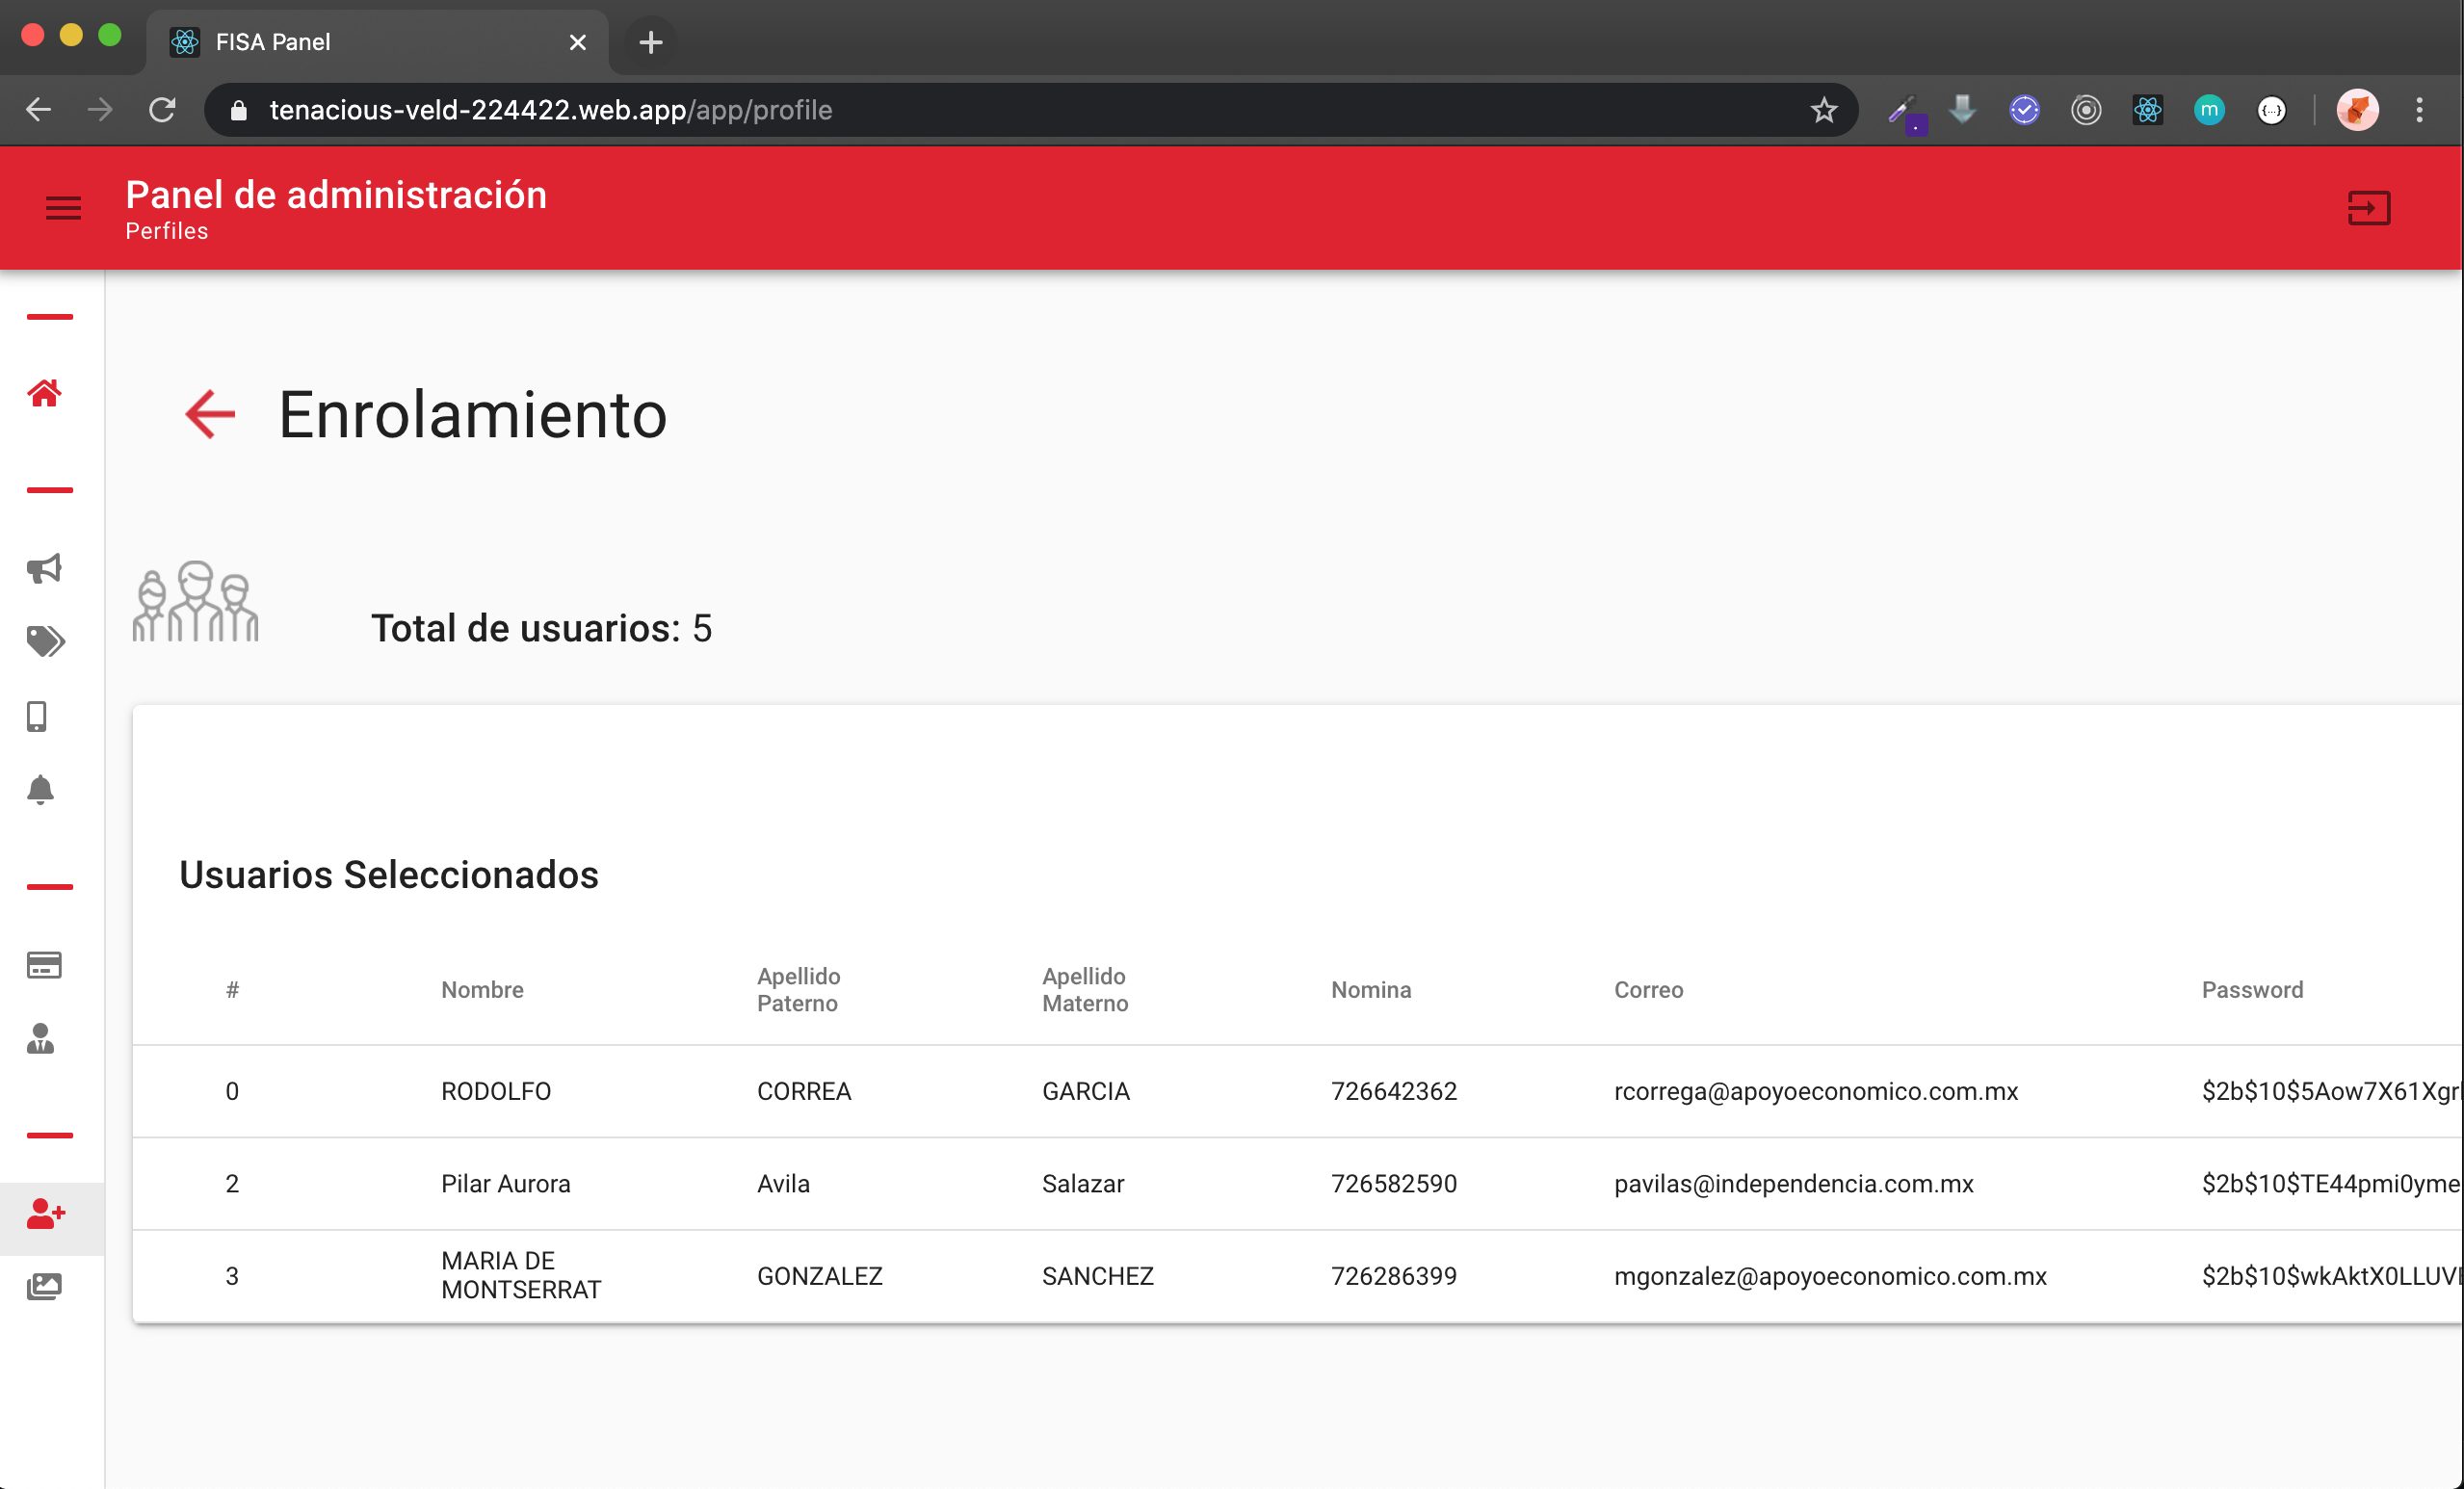 FISA Panel
tenacious-veld-224422.web.app/app/profile
Panel de administración
Perfiles
Enrolamiento
Total de usuarios: 5
Usuarios Seleccionados
# Nombre Apellido Paterno Apellido Materno Nomina Correo Password
0 RODOLFO CORREA GARCIA 726642362 rcorrega@apoyoeconomico.com.mx $2b$10$5Aow7X61Xgr
2 Pilar Aurora Avila Salazar 726582590 pavilas@independencia.com.mx $2b$10$TE44pmi0yme
3 MARIA DE MONTSERRAT GONZALEZ SANCHEZ 726286399 mgonzalez@apoyoeconomico.com.mx $2b$10$wkAktX0LLUV